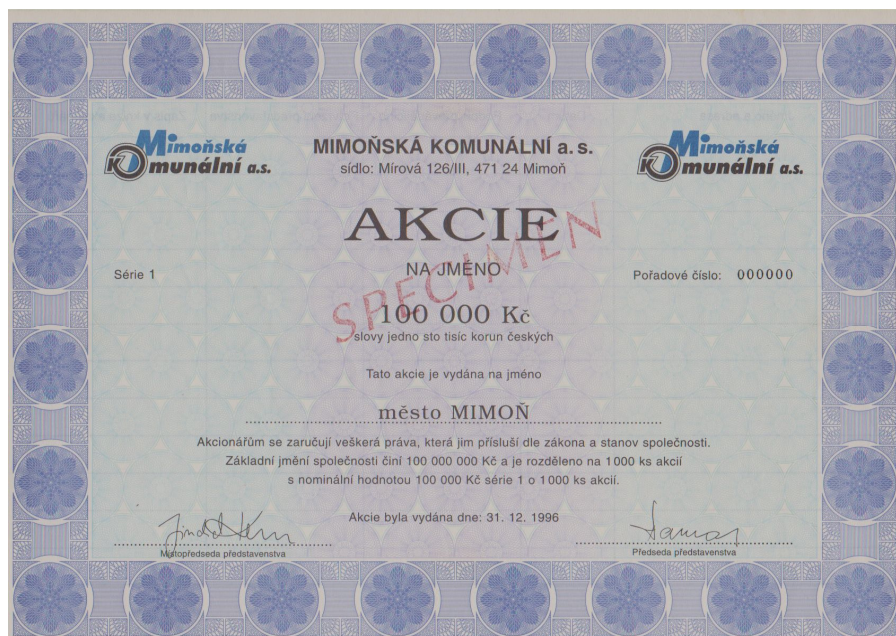 Mimoňská
Komunální a.s.
MIMOŇSKÁ KOMUNÁLNÍ a. s.
sídlo: Mírová 126/III, 471 24 Mimoň
Mimoňská
Komunální a.s.
AKCIE
SPECIMEN
NA JMÉNO
Série 1
Pořadové číslo: 000000
100 000 Kč
slovy jedno sto tisíc korun českých
Tato akcie je vydána na jméno
město MIMOŇ
Akcionářům se zaručují veškerá práva, která jim přísluší dle zákona a stanov společnosti.
Základní jmění společnosti činí 100 000 000 Kč a je rozděleno na 1000 ks akcií
s nominální hodnotou 100 000 Kč série 1 o 1000 ks akcií.
Akcie byla vydána dne: 31. 12. 1996
Místopředseda představenstva
Předseda představenstva